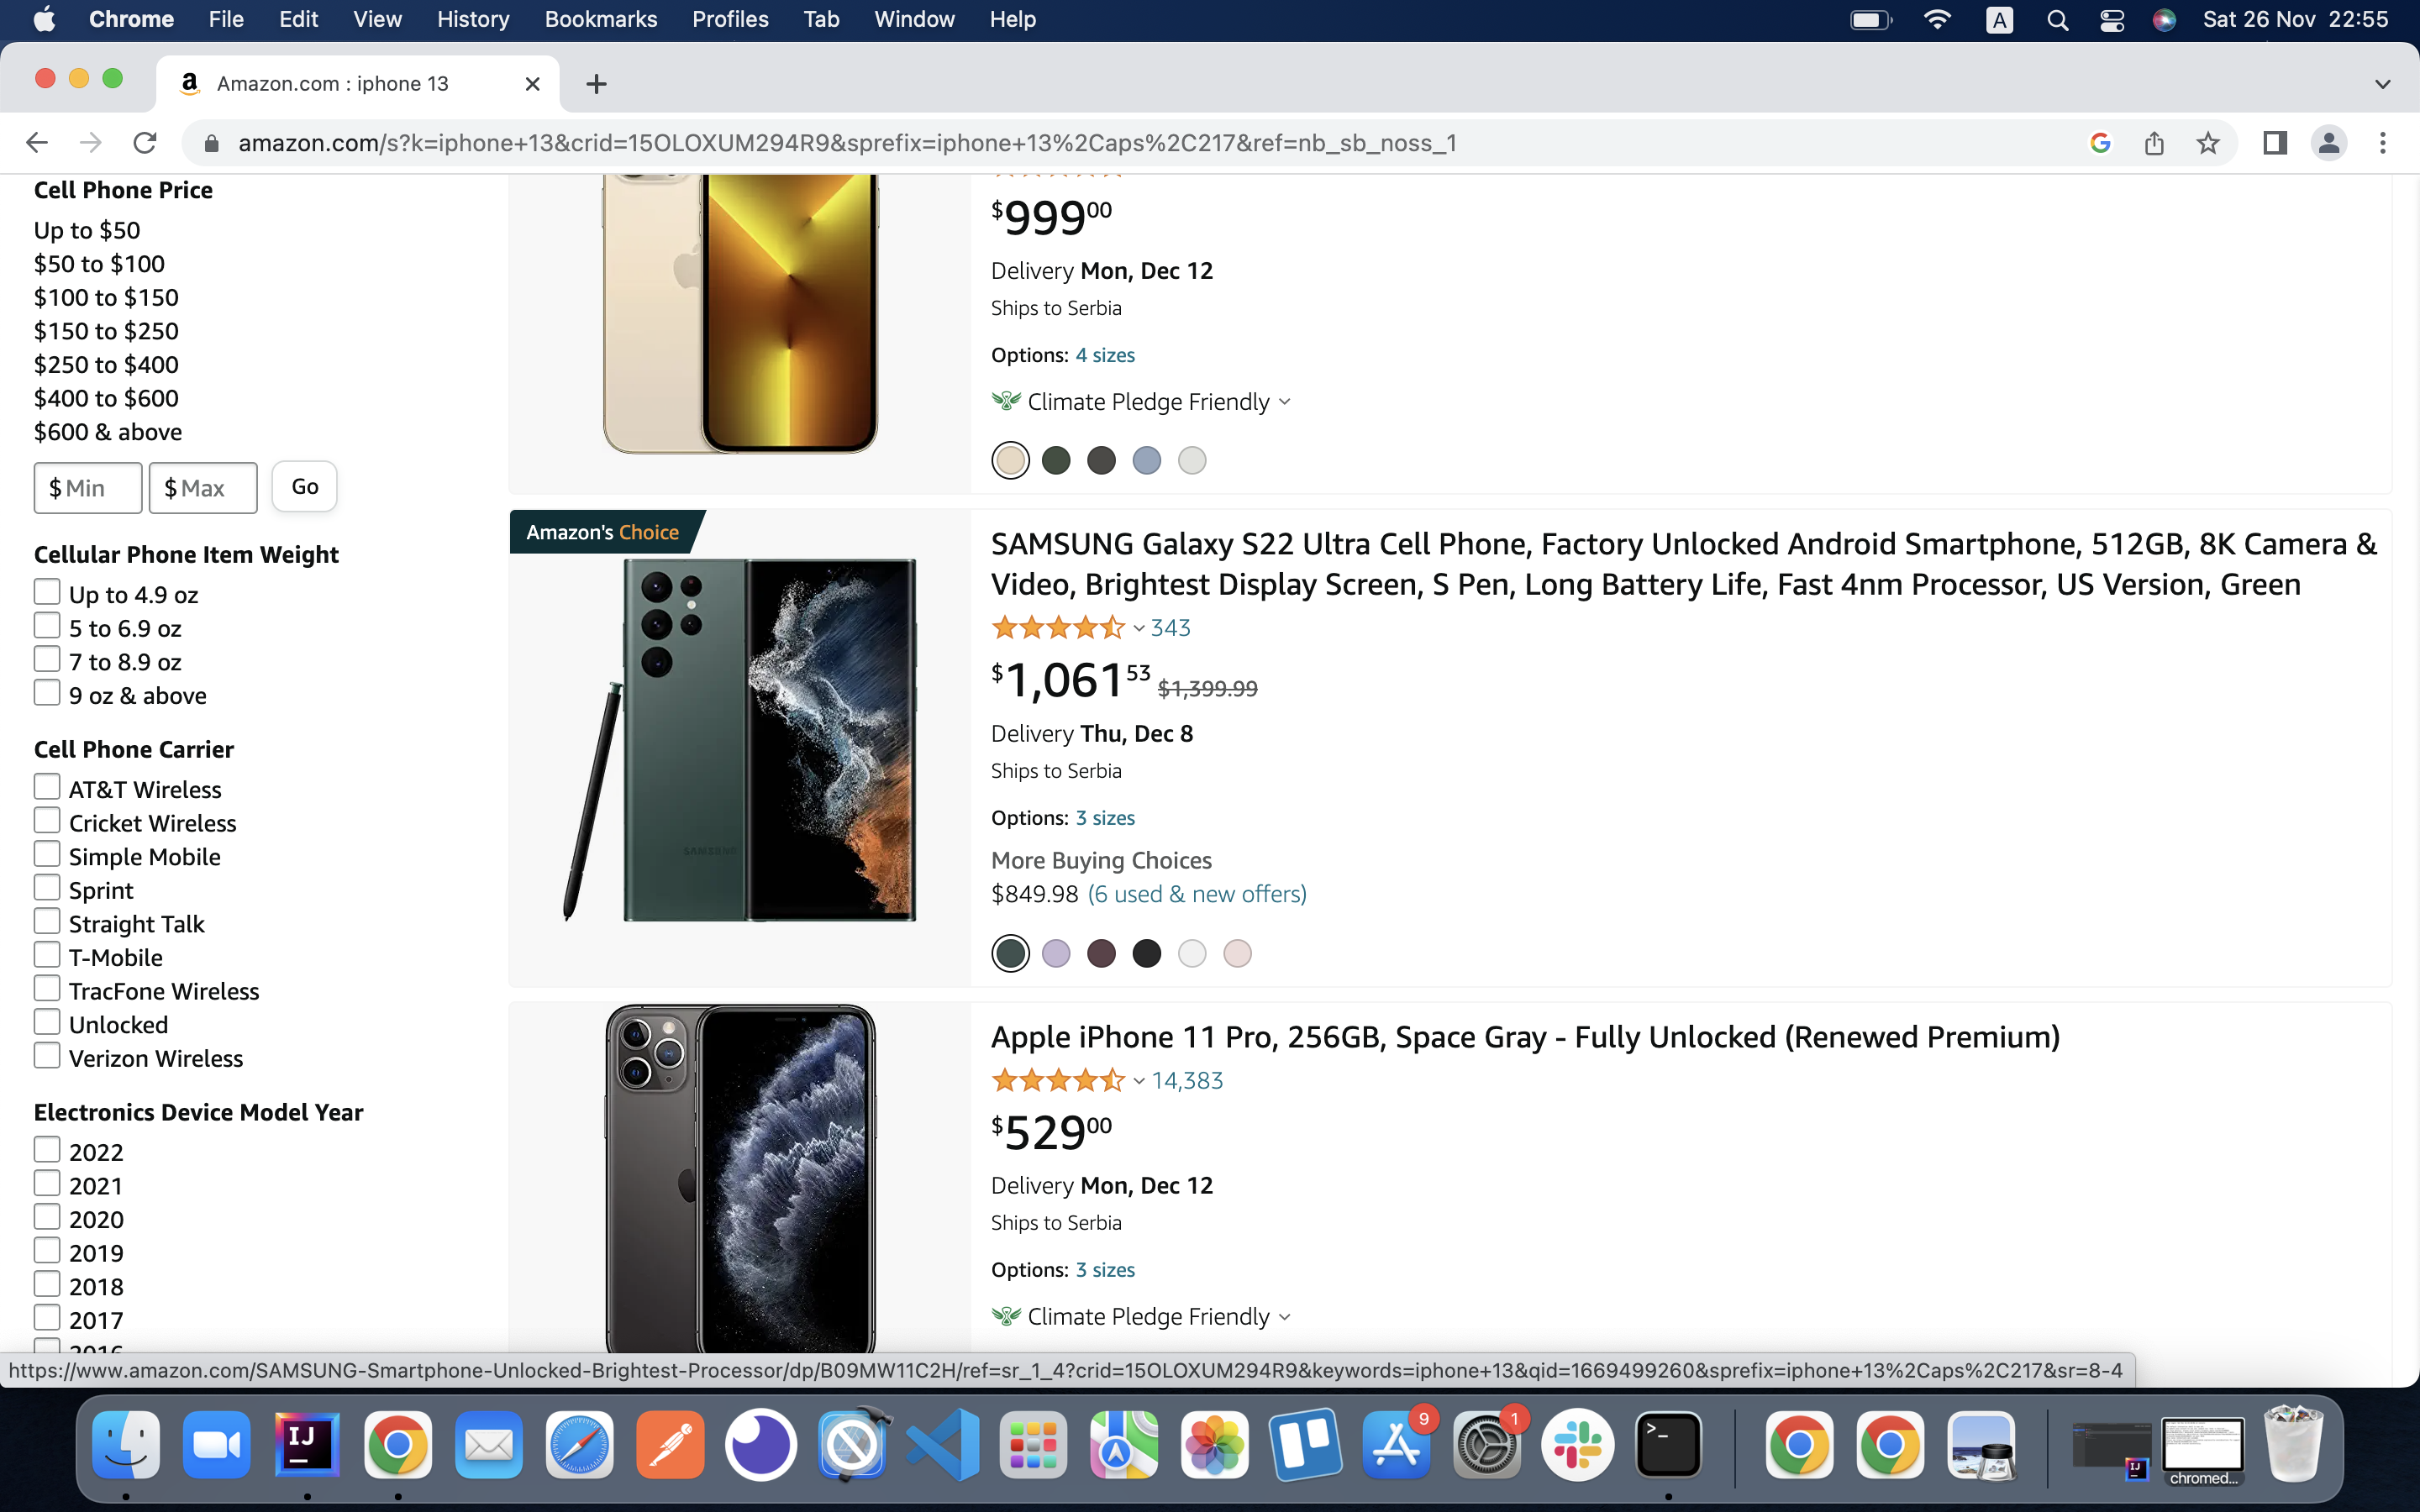 Chrome File Edit View History Bookmarks Profiles Tab Window Help
A
Sat 26 Nov 22:55
Amazon.com : iphone 13
amazon.com/s?k=iphone+13&crid=15OLOXUM294R9&sprefix=iphone+13%2Caps%2C217&ref=nb_sb_noss_1
Cell Phone Price
Up to $50
$50 to $100
$100 to $150
$150 to $250
$250 to $400
$400 to $600
$600 & above
$ Min
$ Max
Go
Cellular Phone Item Weight
Up to 4.9 oz
5 to 6.9 oz
7 to 8.9 oz
9 oz & above
Cell Phone Carrier
AT&T Wireless
Cricket Wireless
Simple Mobile
Sprint
Straight Talk
T-Mobile
TracFone Wireless
Unlocked
Verizon Wireless
Electronics Device Model Year
2022
2021
2020
2019
2018
2017
2016
$999 00
Delivery Mon, Dec 12
Ships to Serbia
Options: 4 sizes
Climate Pledge Friendly
Amazon's Choice
SAMSUNG
SAMSUNG Galaxy S22 Ultra Cell Phone, Factory Unlocked Android Smartphone, 512GB, 8K Camera &
Video, Brightest Display Screen, S Pen, Long Battery Life, Fast 4nm Processor, US Version, Green
343
$1,061 53 $1,399.99
Delivery Thu, Dec 8
Ships to Serbia
Options: 3 sizes
More Buying Choices
$849.98 (6 used & new offers)
Apple iPhone 11 Pro, 256GB, Space Gray - Fully Unlocked (Renewed Premium)
14,383
$529 00
Delivery Mon, Dec 12
Ships to Serbia
Options: 3 sizes
Climate Pledge Friendly
https://www.amazon.com/SAMSUNG-Smartphone-Unlocked-Brightest-Processor/dp/B09MW11C2H/ref=sr_1_4?crid=15OLOXUM294R9&keywords=iphone+13&qid=1669499260&sprefix=iphone+13%2Caps%2C217&sr=8-4
IJ
9
1
>_
IJ
chromed...